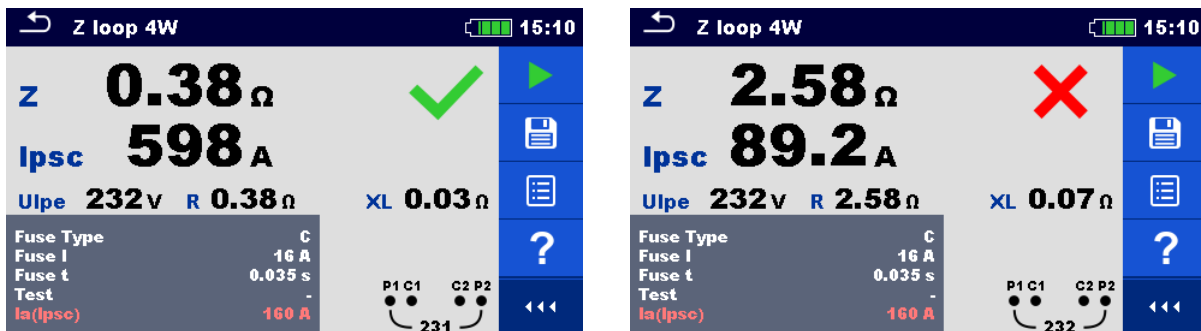 Z loop 4W 15:10
Z 0.38 Ω
Ipsc 598 A
Ulpe 232 V R 0.38 Ω XL 0.03 Ω
Fuse Type C
Fuse I 16 A
Fuse t 0.035 s
Test -
Ia(Ipsc) 160 A
P1 C1 C2 P2
231
?
Z loop 4W 15:10
Z 2.58 Ω
Ipsc 89.2 A
Ulpe 232 V R 2.58 Ω XL 0.07 Ω
Fuse Type C
Fuse I 16 A
Fuse t 0.035 s
Test -
Ia(Ipsc) 160 A
P1 C1 C2 P2
232
?